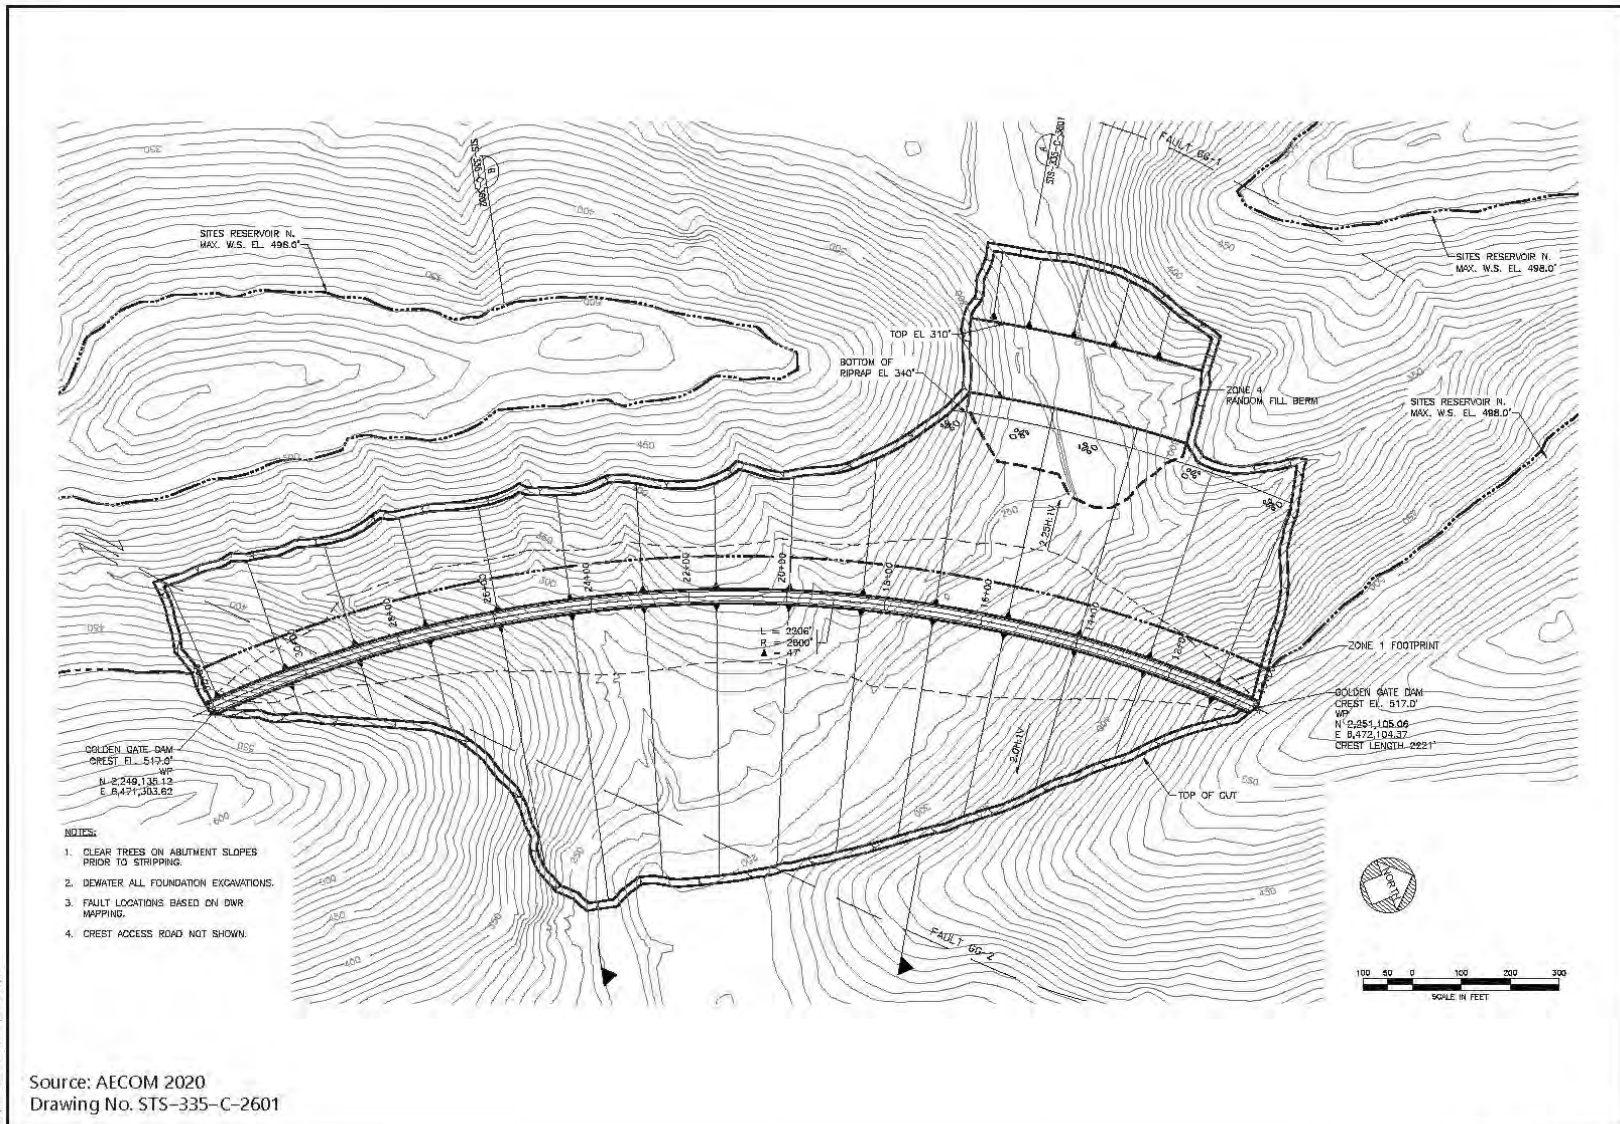 STS-335-C-3602
B
A
STS-335-C-3601
FAULT GG-1
SITES RESERVOIR N.
MAX. W.S. EL. 498.0'
SITES RESERVOIR N.
MAX. W.S. EL. 498.0'
TOP EL 310'
BOTTOM OF
RIPRAP EL 340'
ZONE 4
RANDOM FILL BERM
SITES RESERVOIR N.
MAX. W.S. EL. 498.0'
2.25H:1V
30+00
28+00
26+00
24+00
22+00
20+00
18+00
16+00
14+00
12+00
L = 2306'
R = 2600'
▲ = 47°
ZONE 1 FOOTPRINT
GOLDEN GATE DAM
CREST EL. 517.0'
WP
N 2,251,105.06
E 6,472,104.37
CREST LENGTH 2221'
GOLDEN GATE DAM
CREST EL. 517.0'
WP
N 2,249,135.12
E 6,471,303.62
2.0H:1V
TOP OF CUT
FAULT GG-2
NOTES:
1. CLEAR TREES ON ABUTMENT SLOPES
PRIOR TO STRIPPING.
2. DEWATER ALL FOUNDATION EXCAVATIONS.
3. FAULT LOCATIONS BASED ON DWR
MAPPING.
4. CREST ACCESS ROAD NOT SHOWN.
NORTH
100 50 0 100 200 300
SCALE IN FEET
Source: AECOM 2020
Drawing No. STS-335-C-2601